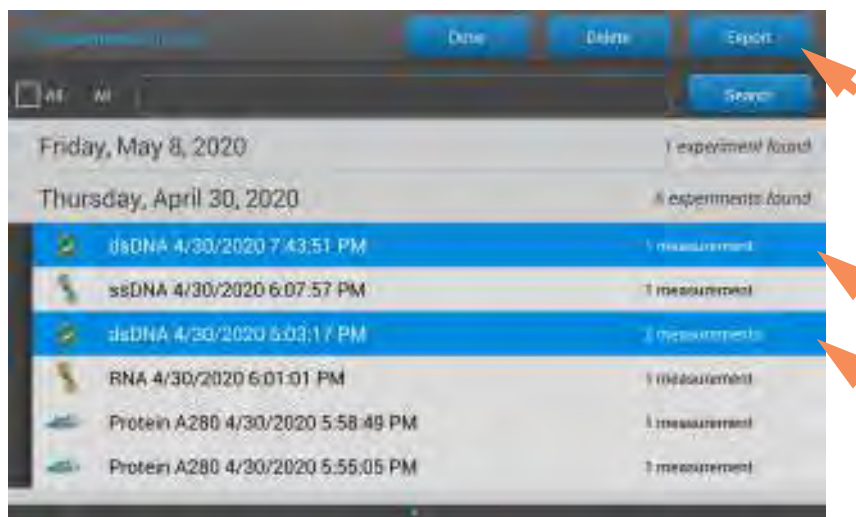 Done Delete Export
All All Search
Friday, May 8, 2020 1 experiment found
Thursday, April 30, 2020 experiments found
dsDNA 4/30/2020 7:43:51 PM 1 measurement
ssDNA 4/30/2020 6:07:57 PM 1 measurement
dsDNA 4/30/2020 6:03:17 PM 2 measurements
RNA 4/30/2020 6:01:01 PM 1 measurement
Protein A280 4/30/2020 5:58:49 PM 1 measurement
Protein A280 4/30/2020 5:55:05 PM 1 measurement